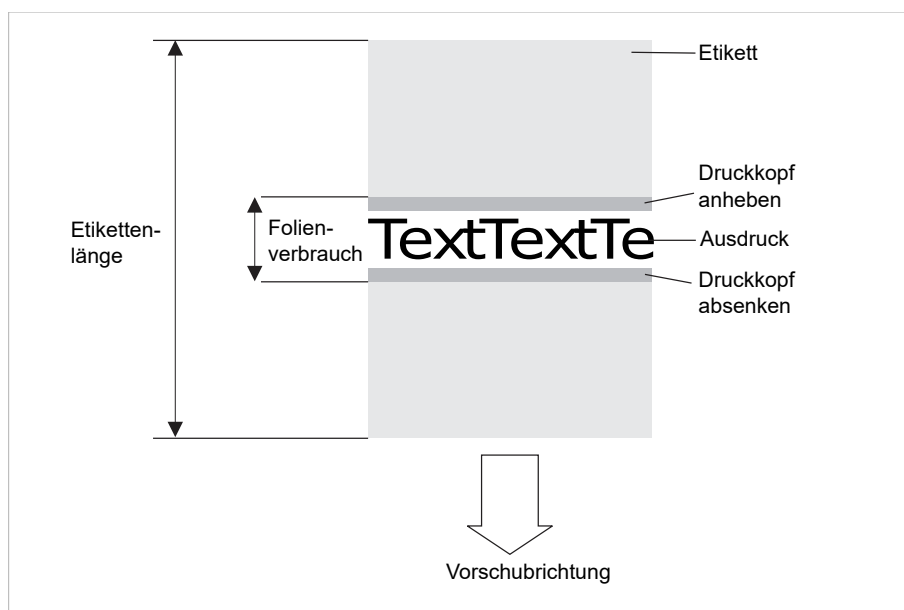 Etikett
Druckkopf
anheben
Etiketten-
länge
Folien-
verbrauch
TextTextTe
Ausdruck
Druckkopf
absenken
Vorschubrichtung